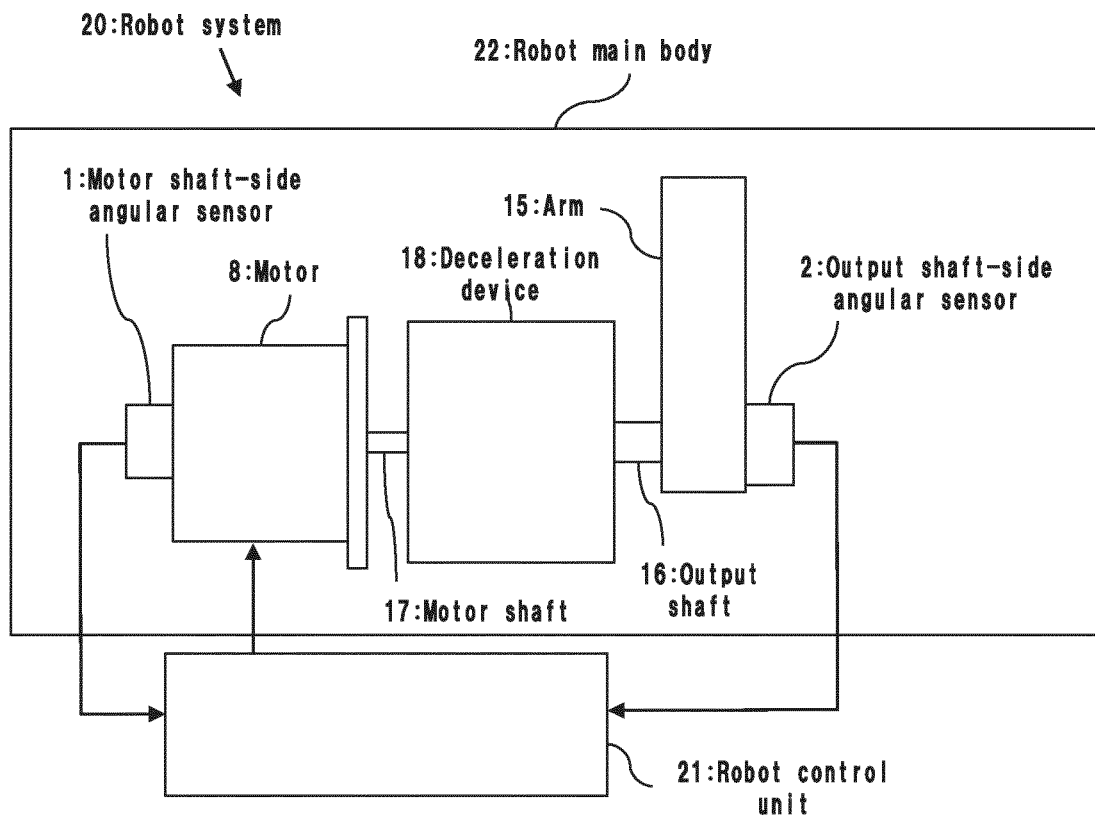 20:Robot system
22:Robot main body
1:Motor shaft-side
angular sensor
8:Motor
18:Deceleration
device
15:Arm
2:Output shaft-side
angular sensor
17:Motor shaft
16:Output
shaft
21:Robot control
unit